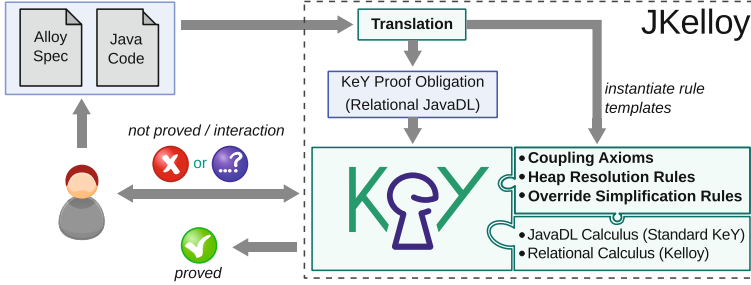 JKelloy
Alloy
Spec
Java
Code
Translation
KeY Proof Obligation
(Relational JavaDL)
instantiate rule
templates
not proved / interaction
or
....?
KeY
•Coupling Axioms
•Heap Resolution Rules
•Override Simplification Rules
•JavaDL Calculus (Standard KeY)
•Relational Calculus (Kelloy)
proved